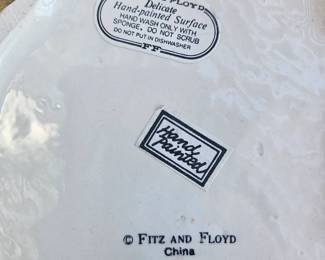 FLOYD
Delicate
Hand-painted Surface
HAND WASH ONLY WITH
SPONGE. DO NOT SCRUB
DO NOT PUT IN DISHWASHER
FF
Hand
Painted
© FITZ AND FLOYD
China